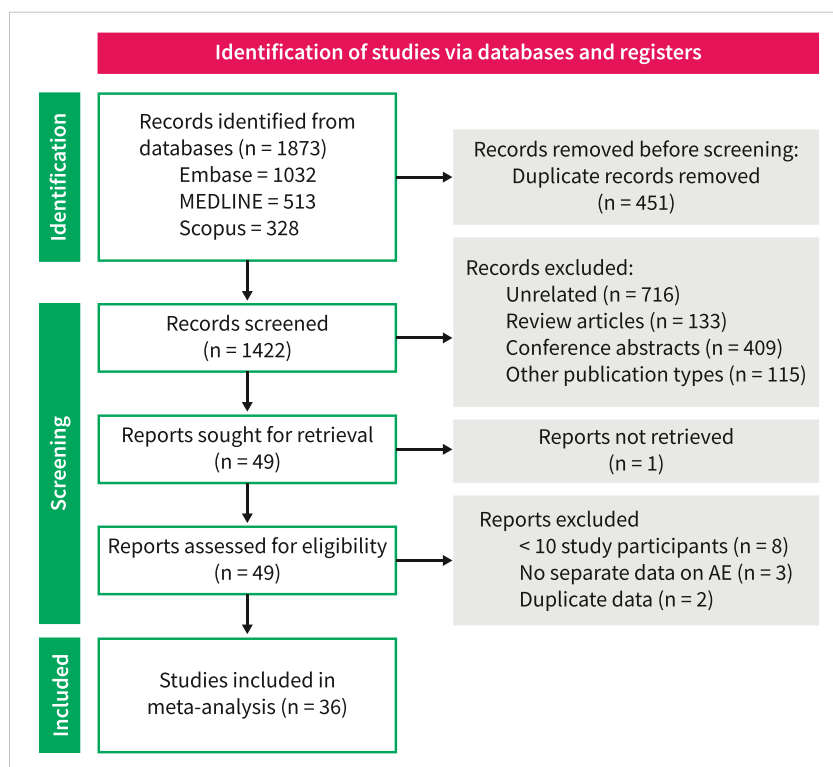 Identification of studies via databases and registers
Identification
Records identified from
databases (n = 1873)
Embase = 1032
MEDLINE = 513
Scopus = 328
Records removed before screening:
Duplicate records removed
(n = 451)
Screening
Records screened
(n = 1422)
Records excluded:
Unrelated (n = 716)
Review articles (n = 133)
Conference abstracts (n = 409)
Other publication types (n = 115)
Reports sought for retrieval
(n = 49)
Reports not retrieved
(n = 1)
Reports assessed for eligibility
(n = 49)
Reports excluded
< 10 study participants (n = 8)
No separate data on AE (n = 3)
Duplicate data (n = 2)
Included
Studies included in
meta-analysis (n = 36)